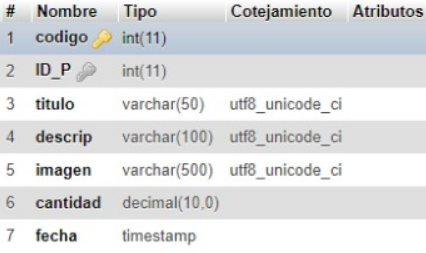 # Nombre Tipo Cotejamiento Atributos
1 codigo int(11)
2 ID_P int(11)
3 titulo varchar(50) utf8_unicode_ci
4 descrip varchar(100) utf8_unicode_ci
5 imagen varchar(500) utf8_unicode_ci
6 cantidad decimal(10,0)
7 fecha timestamp